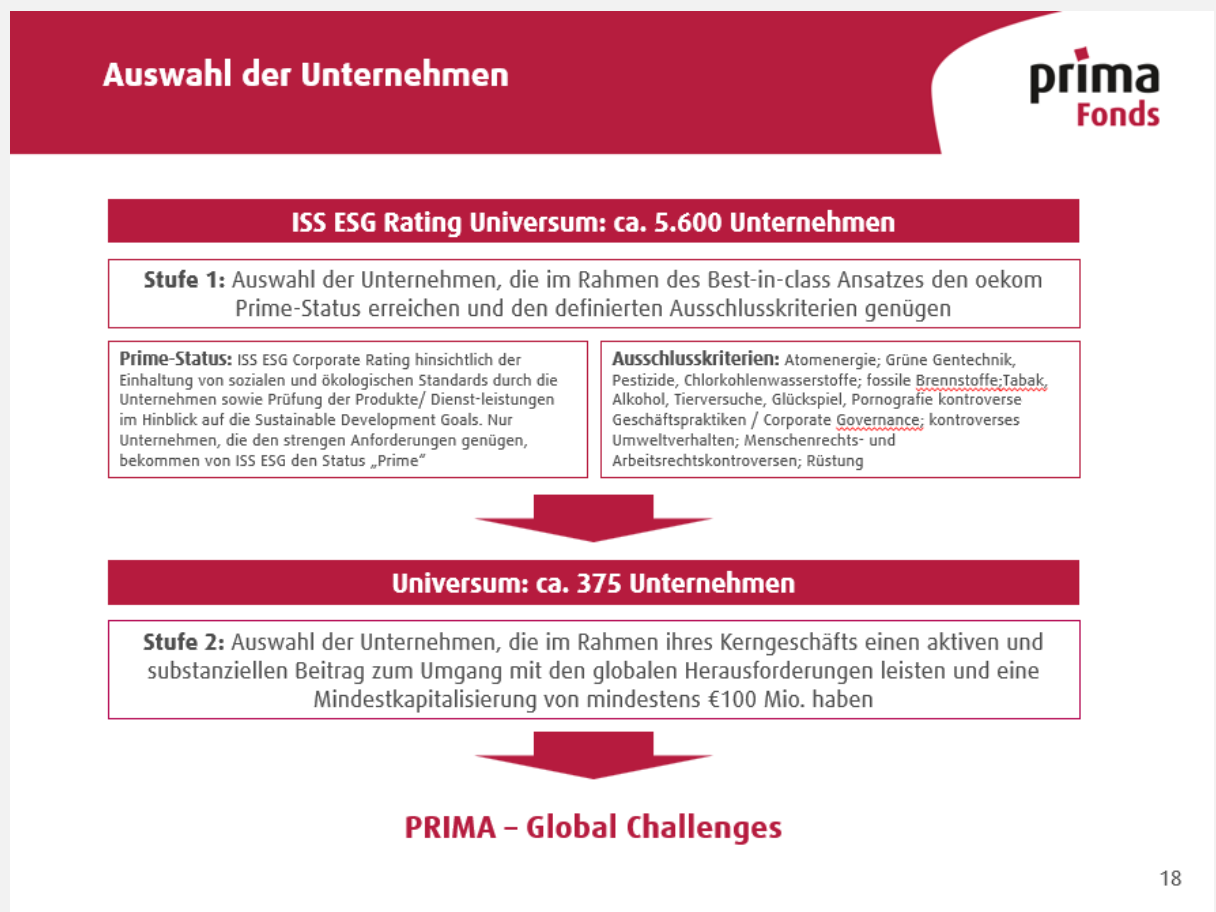 Auswahl der Unternehmen
prima
Fonds
ISS ESG Rating Universum: ca. 5.600 Unternehmen
Stufe 1: Auswahl der Unternehmen, die im Rahmen des Best-in-class Ansatzes den oekom
Prime-Status erreichen und den definierten Ausschlusskriterien genügen
Prime-Status: ISS ESG Corporate Rating hinsichtlich der
Einhaltung von sozialen und ökologischen Standards durch die
Unternehmen sowie Prüfung der Produkte/ Dienst-leistungen
im Hinblick auf die Sustainable Development Goals. Nur
Unternehmen, die den strengen Anforderungen genügen,
bekommen von ISS ESG den Status „Prime“
Ausschlusskriterien: Atomenergie; Grüne Gentechnik,
Pestizide, Chlorkohlenwasserstoffe; fossile Brennstoffe;Tabak,
Alkohol, Tierversuche, Glückspiel, Pornografie kontroverse
Geschäftspraktiken / Corporate Governance; kontroverses
Umweltverhalten; Menschenrechts- und
Arbeitsrechtskontroversen; Rüstung
Universum: ca. 375 Unternehmen
Stufe 2: Auswahl der Unternehmen, die im Rahmen ihres Kerngeschäfts einen aktiven und
substanziellen Beitrag zum Umgang mit den globalen Herausforderungen leisten und eine
Mindestkapitalisierung von mindestens €100 Mio. haben
PRIMA – Global Challenges
18